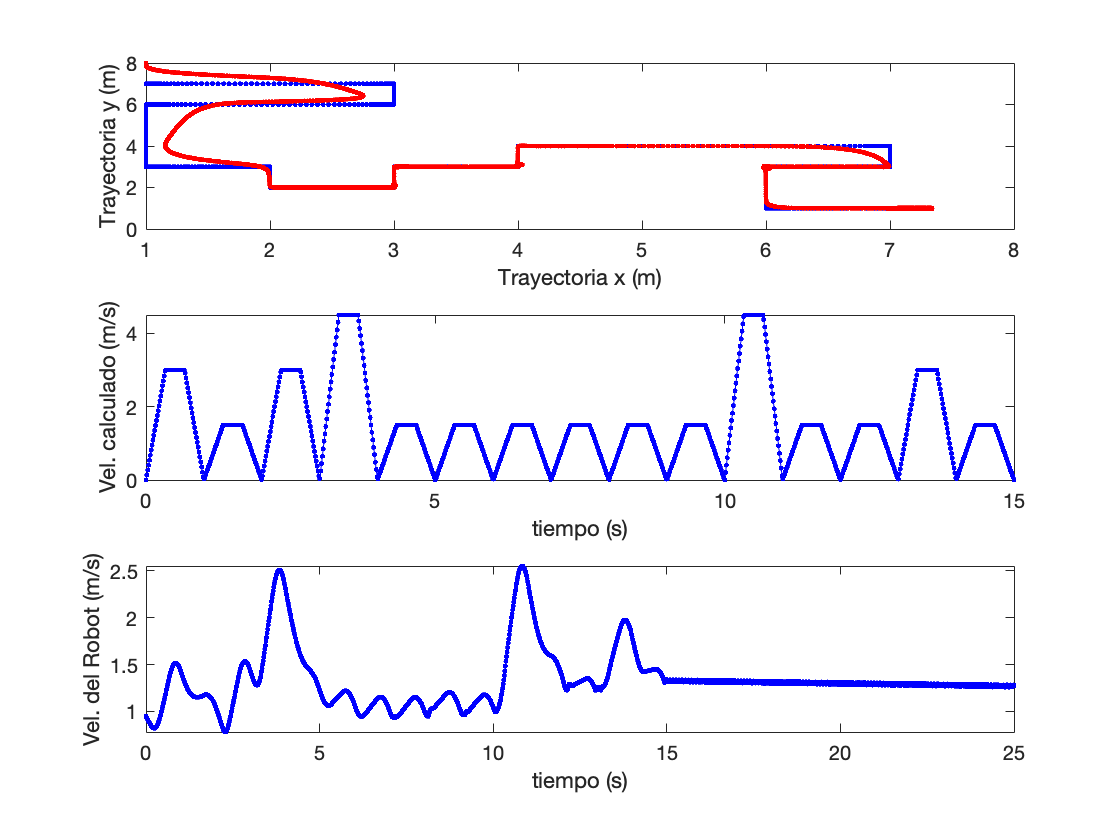 Trayectoria y (m)
8
6
4
2
0
1 2 3 4 5 6 7 8
Trayectoria x (m)
Vel. calculado (m/s)
4
2
0
0 5 10 15
tiempo (s)
Vel. del Robot (m/s)
2.5
2
1.5
1
0 5 10 15 20 25
tiempo (s)